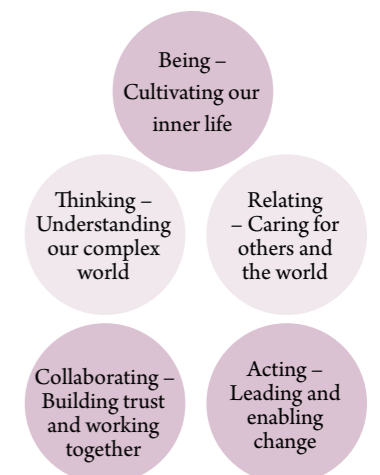 Being –
Cultivating our
inner life
Thinking –
Understanding
our complex
world
Relating
– Caring for
others and
the world
Collaborating –
Building trust
and working
together
Acting –
Leading and
enabling
change